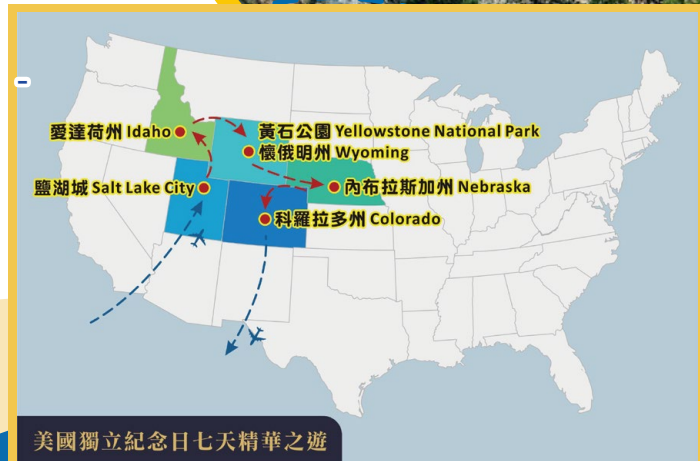 愛達荷州 Idaho
黃石公園 Yellowstone National Park
懷俄明州 Wyoming
鹽湖城 Salt Lake City
內布拉斯加州 Nebraska
科羅拉多州 Colorado
美國獨立紀念日七天精華之遊